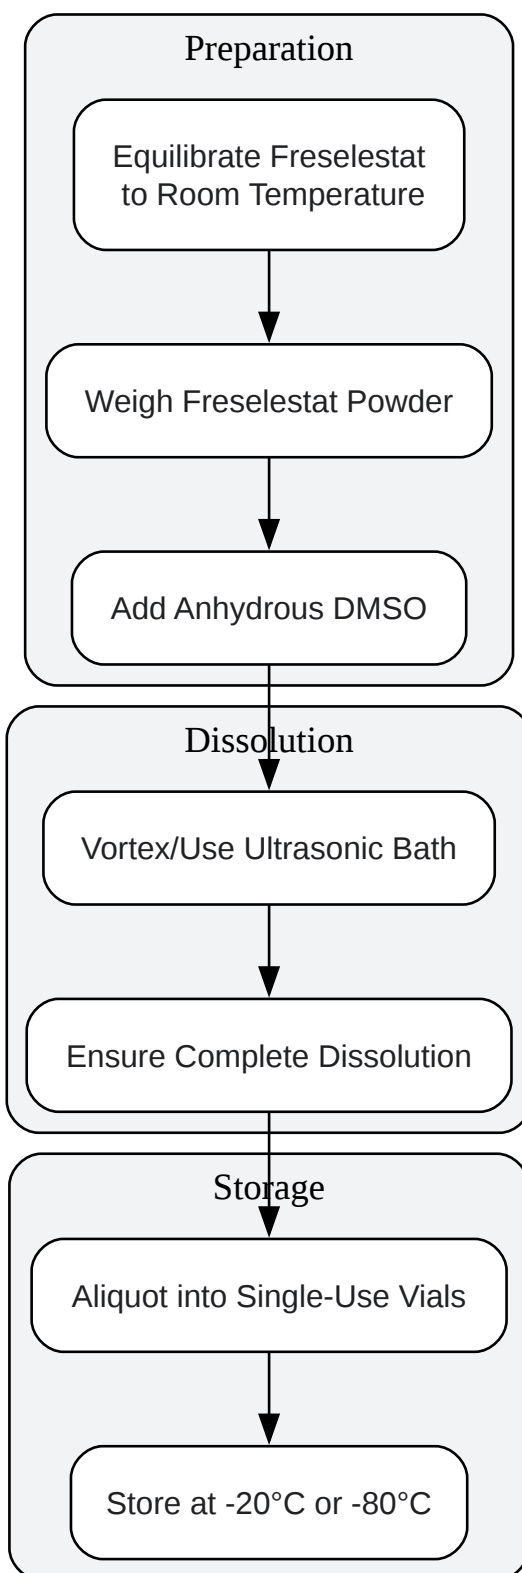 Preparation
Equilibrate Freselestat
to Room Temperature
Weigh Freselestat Powder
Add Anhydrous DMSO
Dissolution
Vortex/Use Ultrasonic Bath
Ensure Complete Dissolution
Storage
Aliquot into Single-Use Vials
Store at -20°C or -80°C